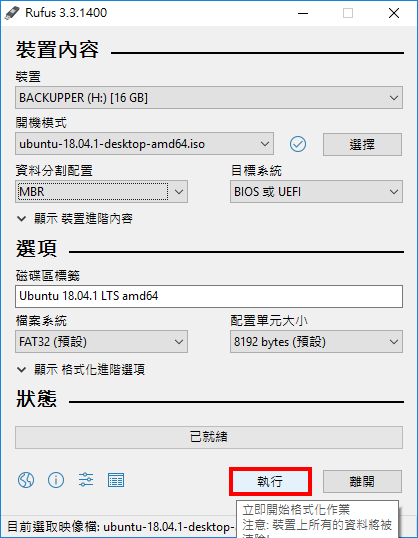 Rufus 3.3.1400
裝置內容
裝置
BACKUPPER (H:) [16 GB]
開機模式
ubuntu-18.04.1-desktop-amd64.iso
選擇
資料分割配置
目標系統
MBR
BIOS 或 UEFI
顯示 裝置進階內容
選項
磁碟區標籤
Ubuntu 18.04.1 LTS amd64
檔案系統
配置單元大小
FAT32 (預設)
8192 bytes (預設)
顯示 格式化進階選項
狀態
已就緒
執行
離開
立即開始格式化作業
注意: 裝置上所有的資料將被
清除!
目前選取映像檔: ubuntu-18.04.1-desktop-